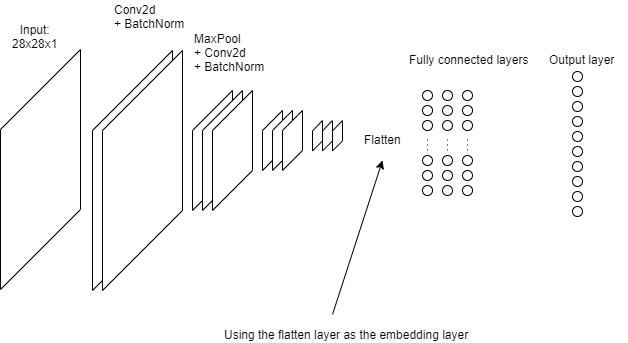 Input:
28x28x1
Conv2d
+ BatchNorm
MaxPool
+ Conv2d
+ BatchNorm
Flatten
Fully connected layers
Output layer
Using the flatten layer as the embedding layer